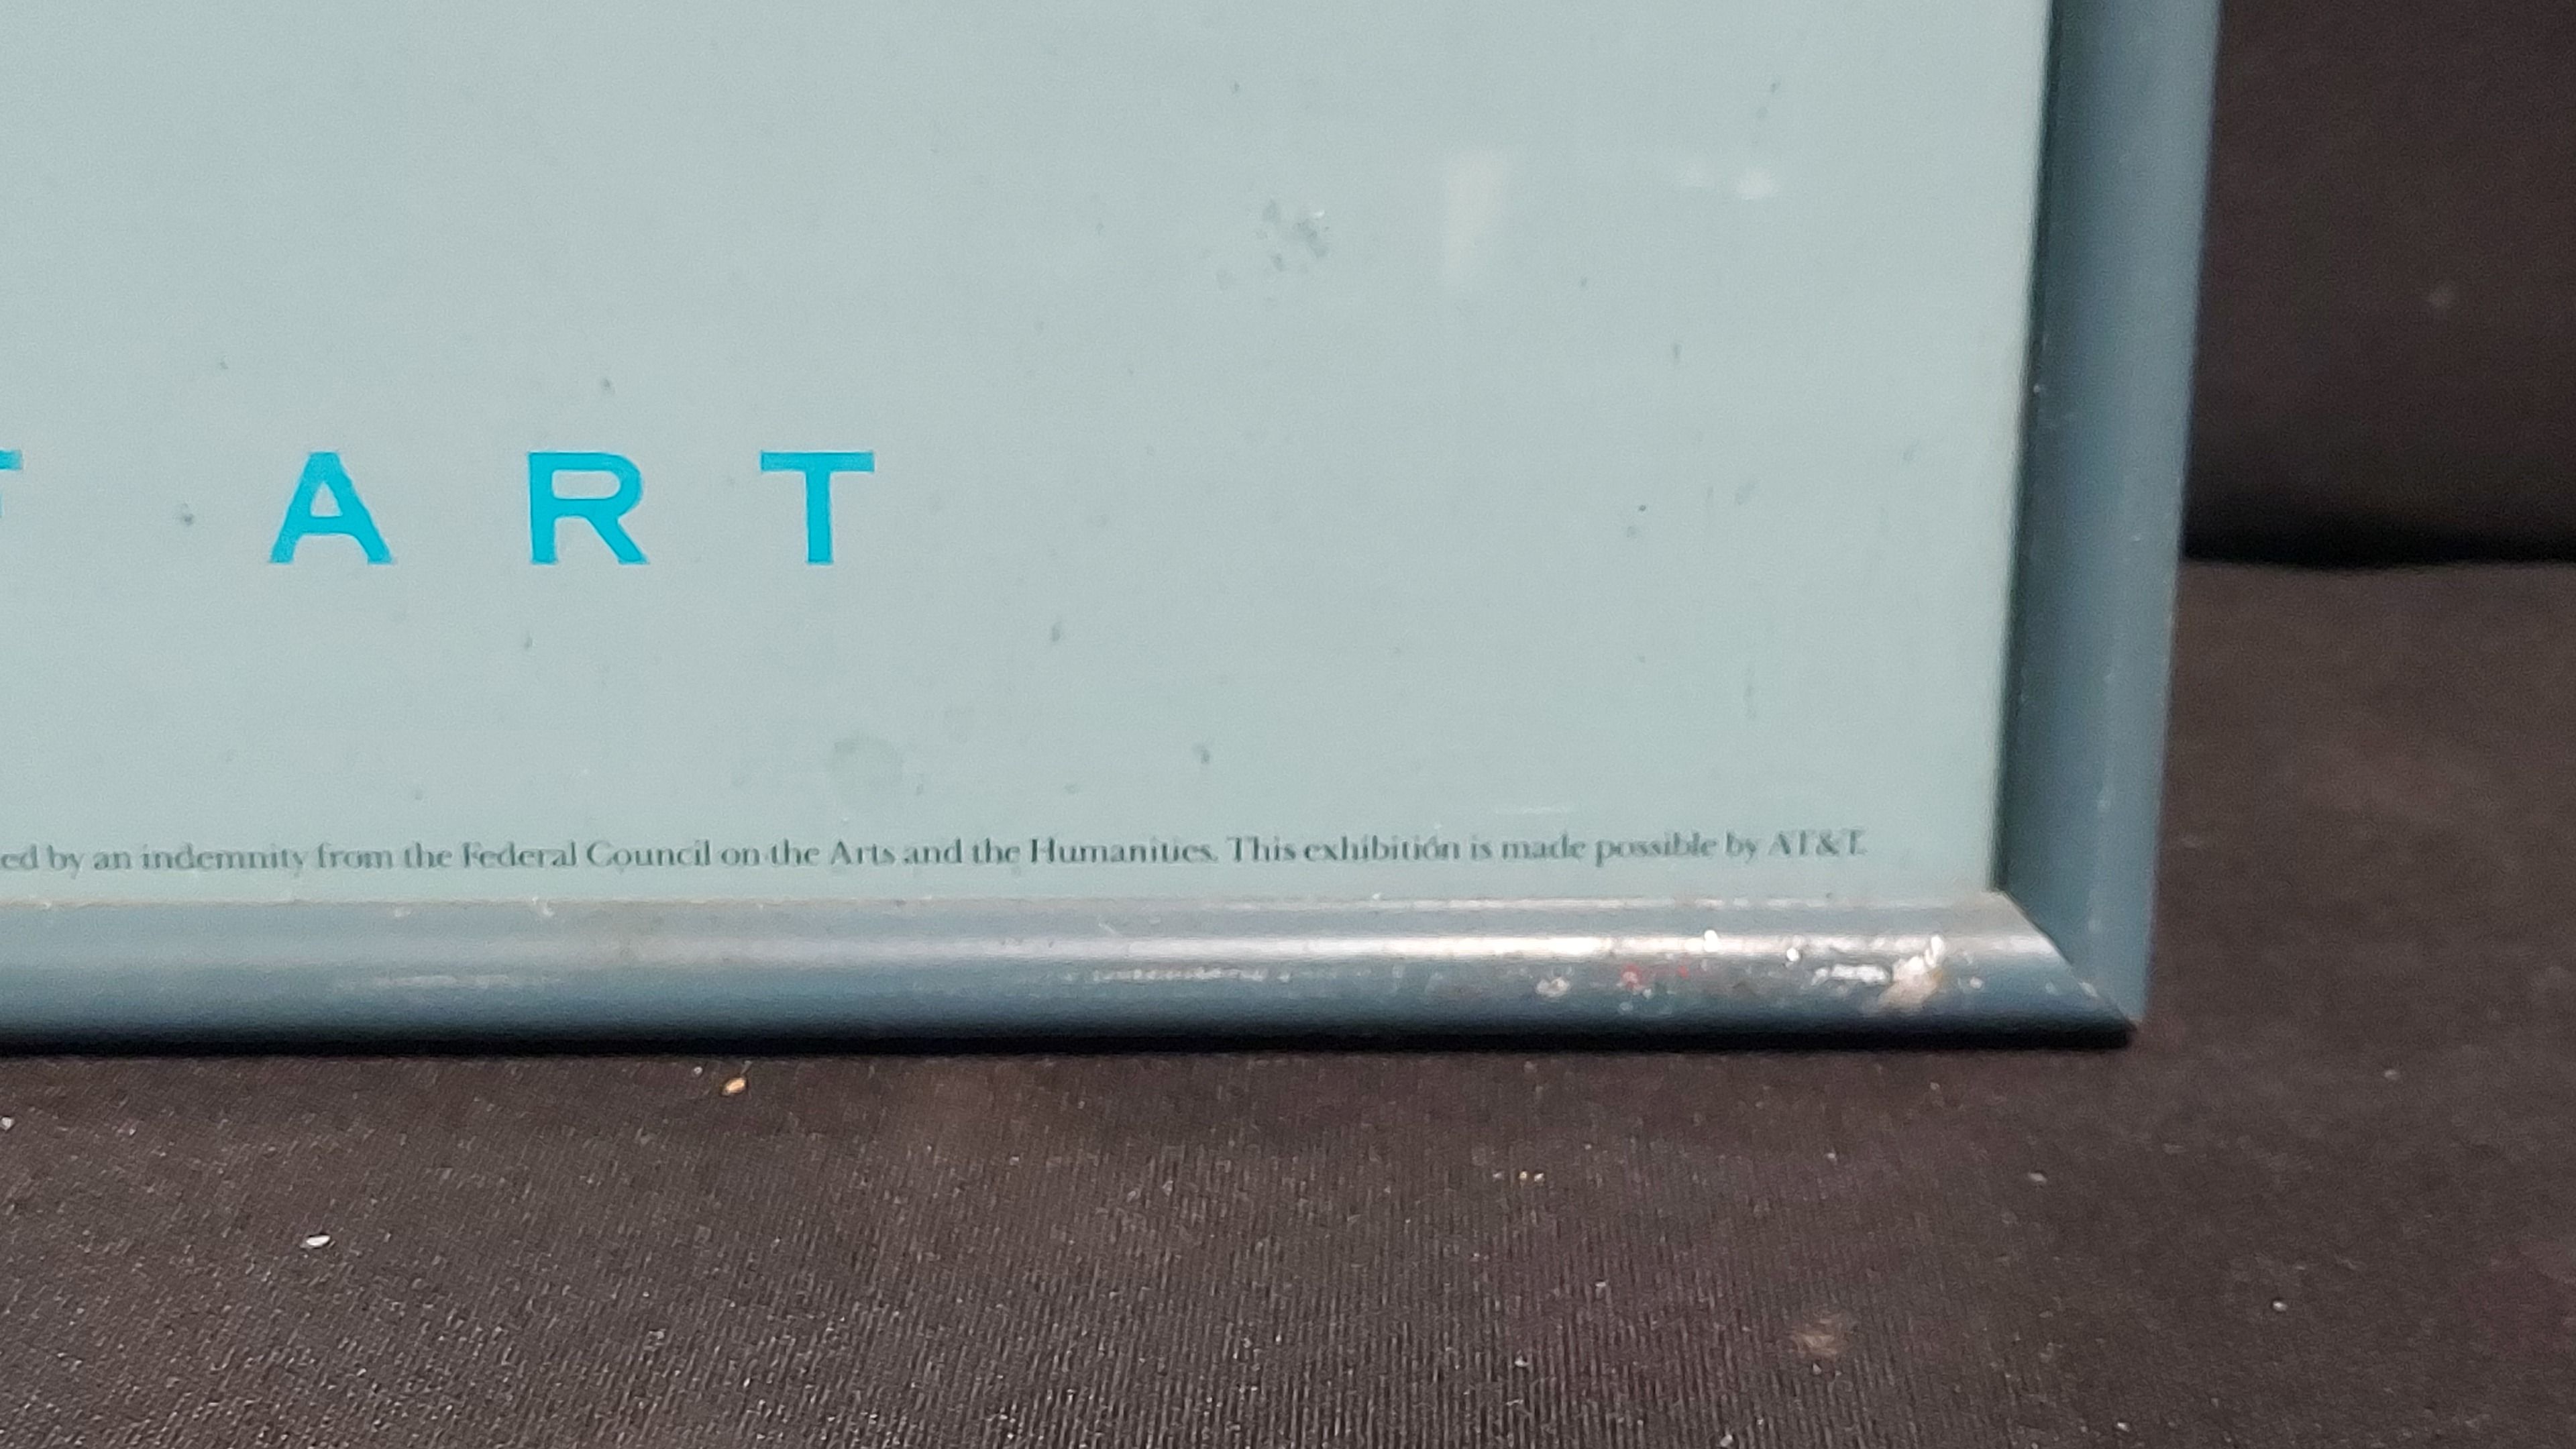 F ART
ed by an indemnity from the Federal Council on the Arts and the Humanities. This exhibition is made possible by AT&T.